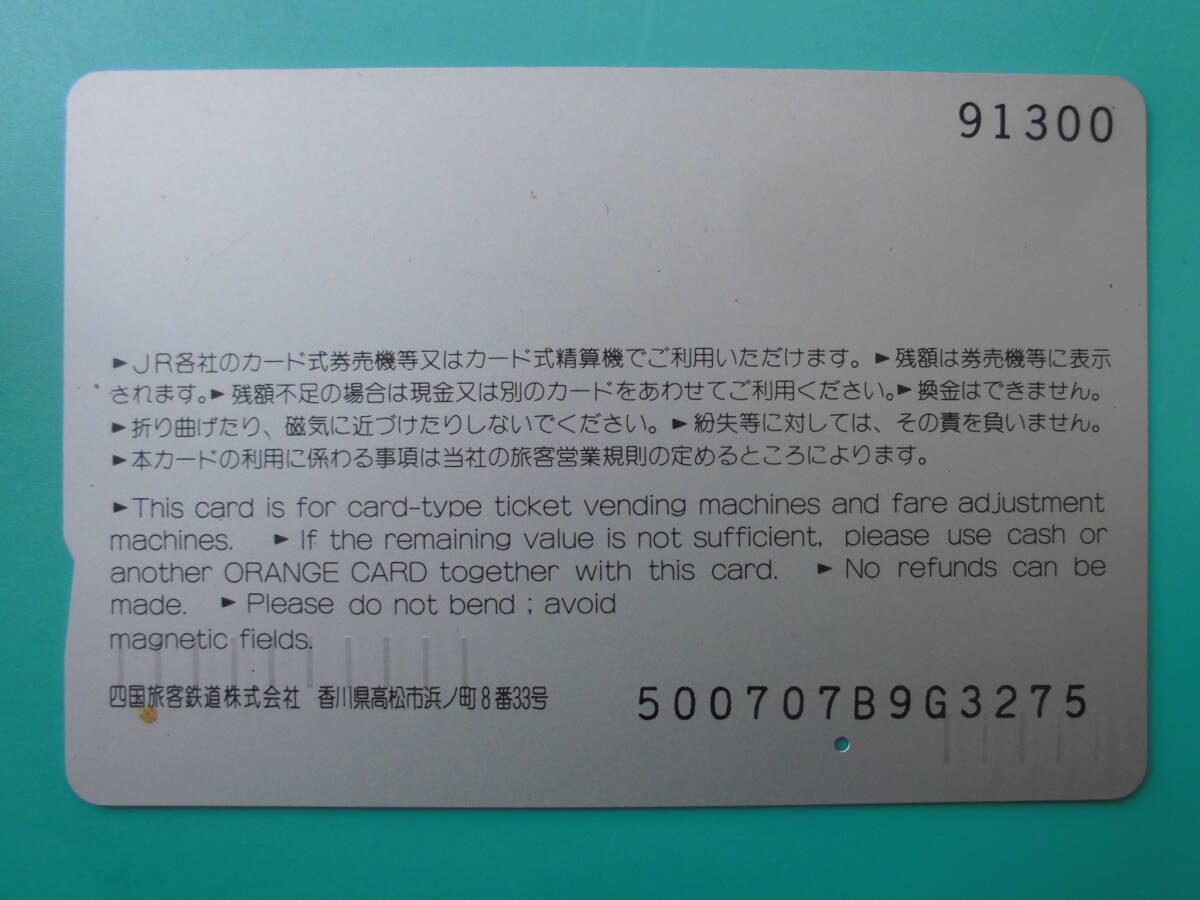 91300
►JR各社のカード式券売機等又はカード式精算機でご利用いただけます。►残額は券売機等に表示
されます。►残額不足の場合は現金又は別のカードをあわせてご利用ください。►換金はできません。
►折り曲げたり、磁気に近づけたりしないでください。►紛失等に対しては、その責を負いません。
►本カードの利用に係わる事項は当社の旅客営業規則の定めるところによります。
►This card is for card-type ticket vending machines and fare adjustment
machines. ►If the remaining value is not sufficient, please use cash or
another ORANGE CARD together with this card. ►No refunds can be
made. ►Please do not bend ; avoid
magnetic fields.
四国旅客鉄道株式会社 香川県高松市浜ノ町8番33号
500707B9G3275